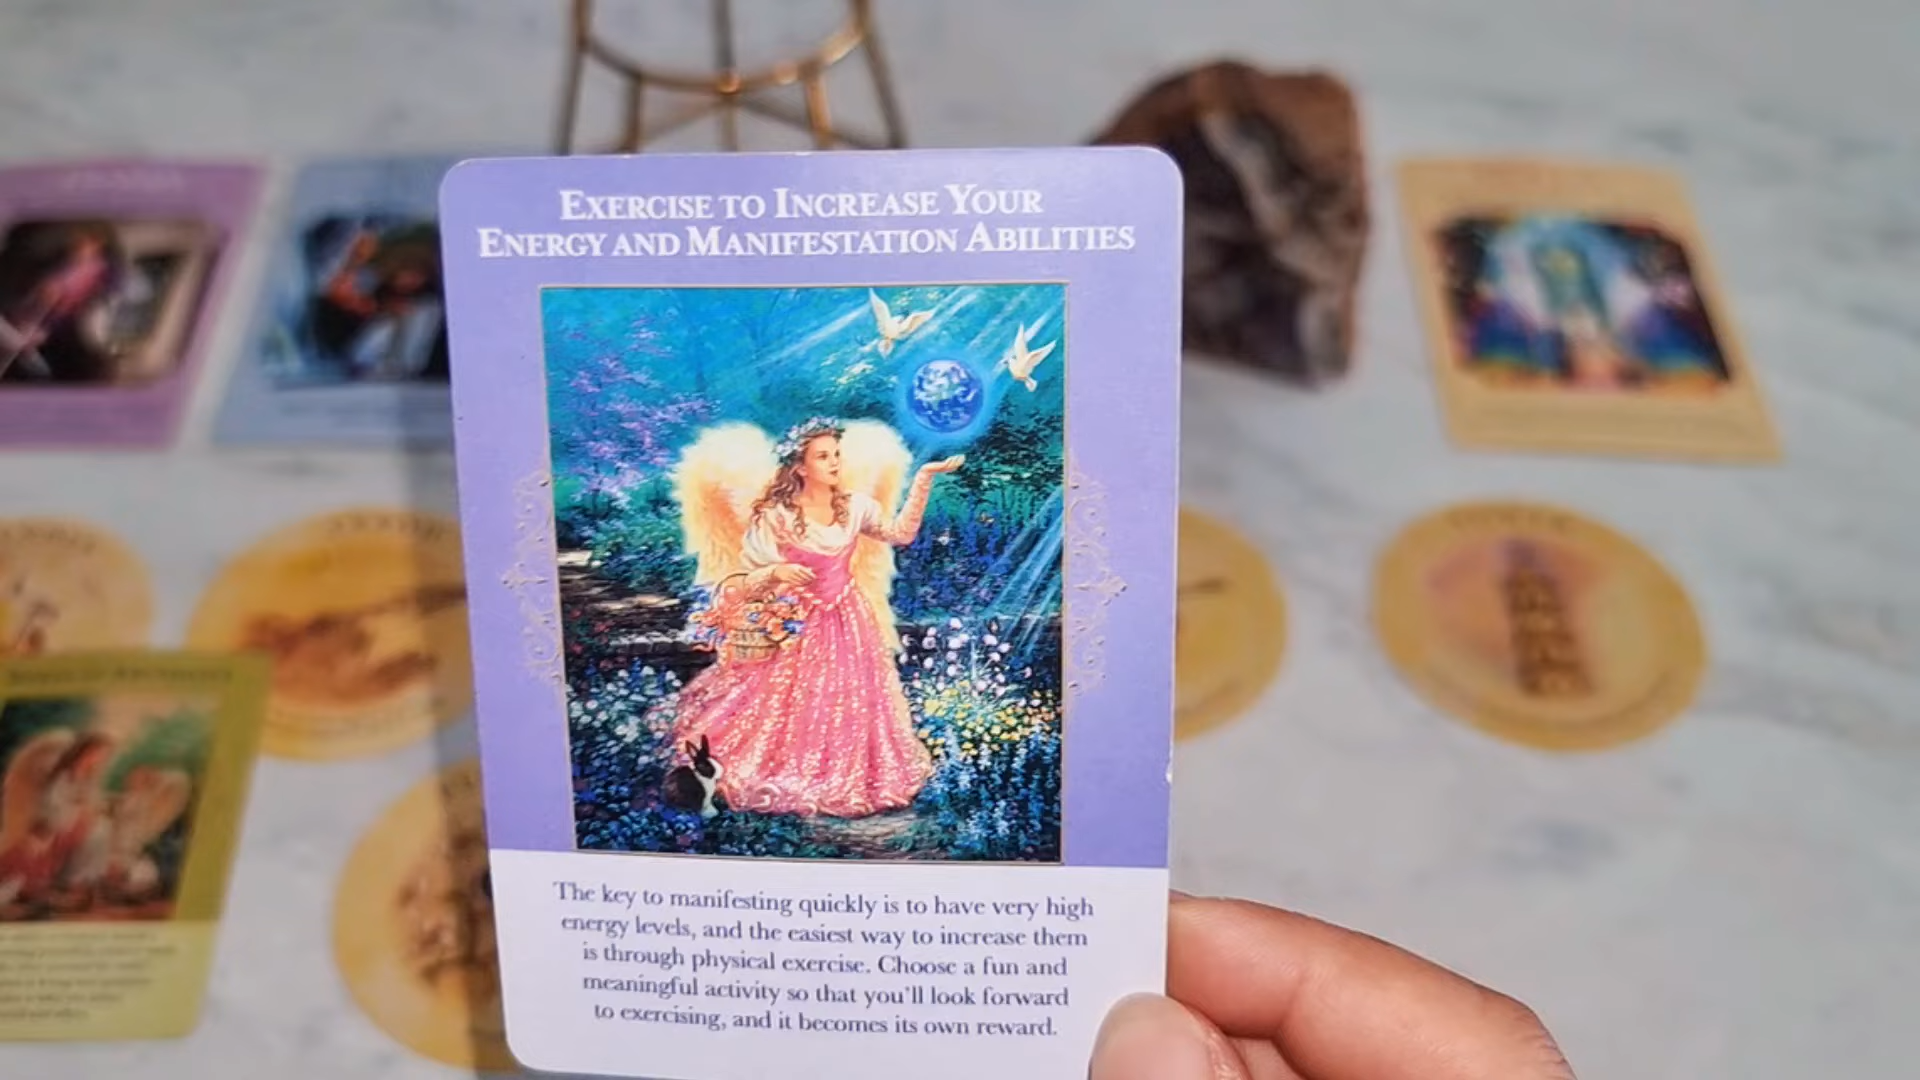 EXERCISE TO INCREASE YOUR
ENERGY AND MANIFESTATION ABILITIES
The key to manifesting quickly is to have very high
energy levels, and the easiest way to increase them
is through physical exercise. Choose a fun and
meaningful activity so that you'll look forward
to exercising, and it becomes its own reward.